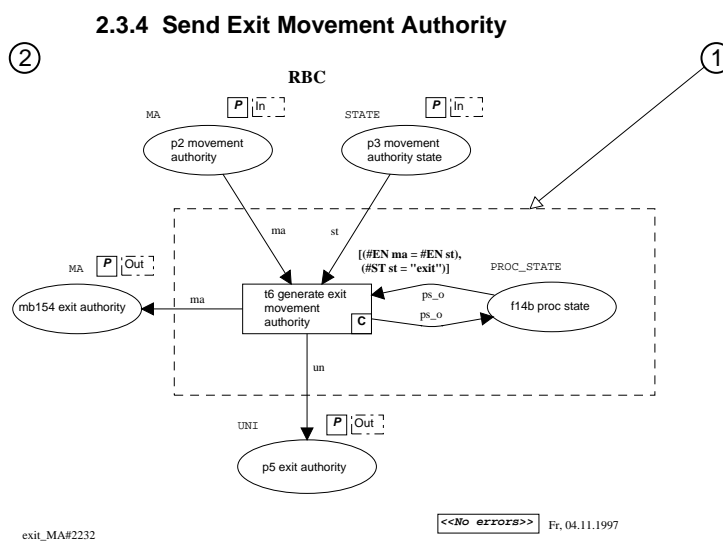 2.3.4 Send Exit Movement Authority
2
1
RBC
MA
P In
STATE
P In
p2 movement
authority
p3 movement
authority state
ma
st
[(#EN ma = #EN st),
(#ST st = "exit")]
PROC_STATE
MA
P Out
mb154 exit authority
ma
t6 generate exit
movement
authority
C
ps_o
ps_o
f14b proc state
un
UNI
P Out
p5 exit authority
exit_MA#2232
<<No errors>>
Fr, 04.11.1997